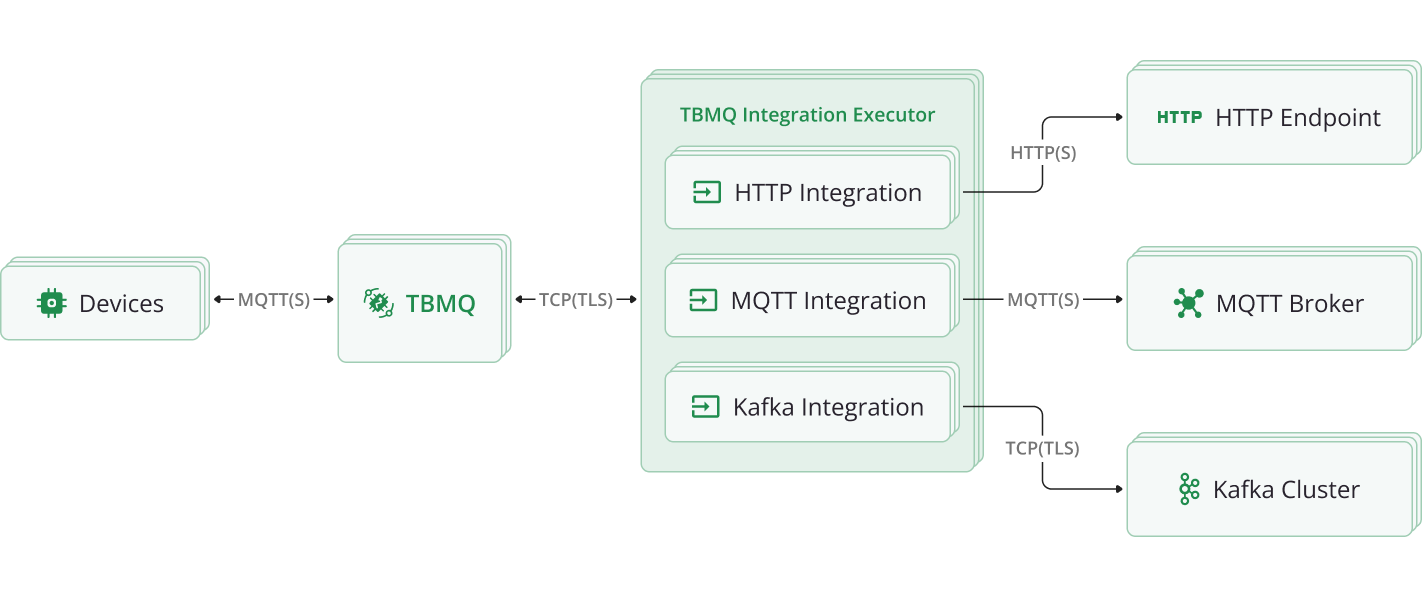 Devices
MQTT(S)
TBMQ
TCP(TLS)
TBMQ Integration Executor
HTTP Integration
MQTT Integration
Kafka Integration
HTTP(S)
MQTT(S)
TCP(TLS)
HTTP HTTP Endpoint
MQTT Broker
Kafka Cluster